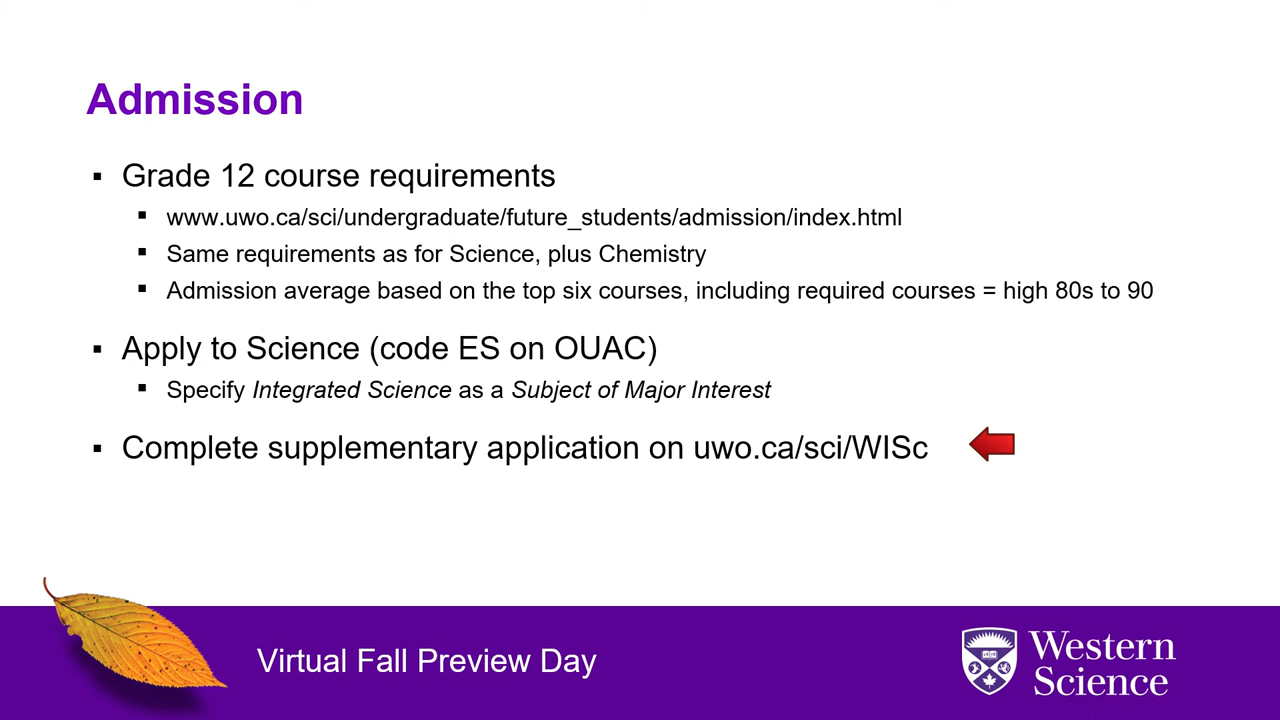 Admission
▪ Grade 12 course requirements
▪ www.uwo.ca/sci/undergraduate/future_students/admission/index.html
▪ Same requirements as for Science, plus Chemistry
▪ Admission average based on the top six courses, including required courses = high 80s to 90
▪ Apply to Science (code ES on OUAC)
▪ Specify Integrated Science as a Subject of Major Interest
▪ Complete supplementary application on uwo.ca/sci/WISc
Virtual Fall Preview Day
Western
Science